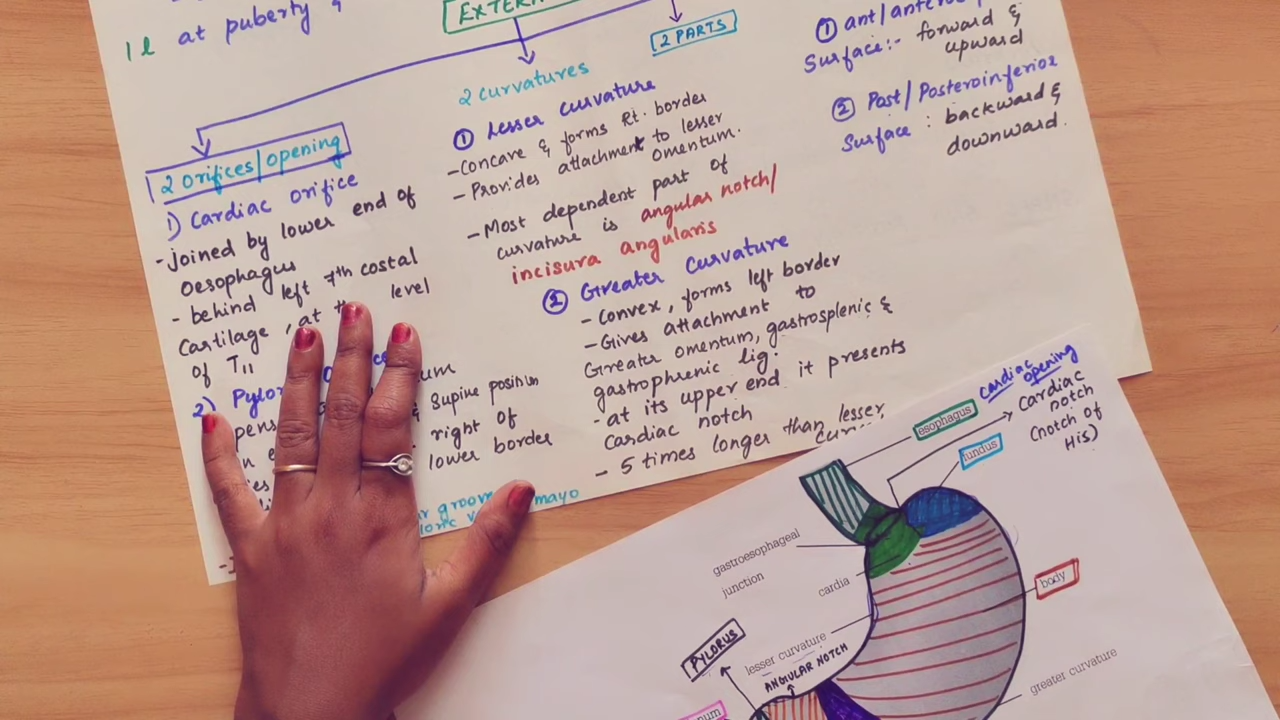 at puberty
1 l
EXTER
2 PARTS
2 Orifices/opening
1) Cardiac orifice
- joined by lower end of
oesophagus
- behind left 7th costal
Cartilage, at level
of T11
2)
supine position
right of
lower border
mayo
2 curvatures
① Lesser curvature
- Concave & forms Rt. border
- Provides attachment to lesser
omentum.
- Most dependent part of
curvature is angular notch/
incisura angularis
② Greater Curvature
- Convex, forms left border
- Gives attachment to
Greater omentum, gastrosplenic &
gastrophrenic lig.
- at its upper end it presents
Cardiac notch
- 5 times longer than lesser
① ant/
Surface:- forward &
upward
② Post/Posteroinferior
Surface: backward &
downward.
cardiac
opening
esophagus
Cardiac
notch
(notch of
His)
fundus
gastroesophageal
junction
cardia
body
PYLORUS
lesser curvature
ANGULAR NOTCH
greater curvature
num